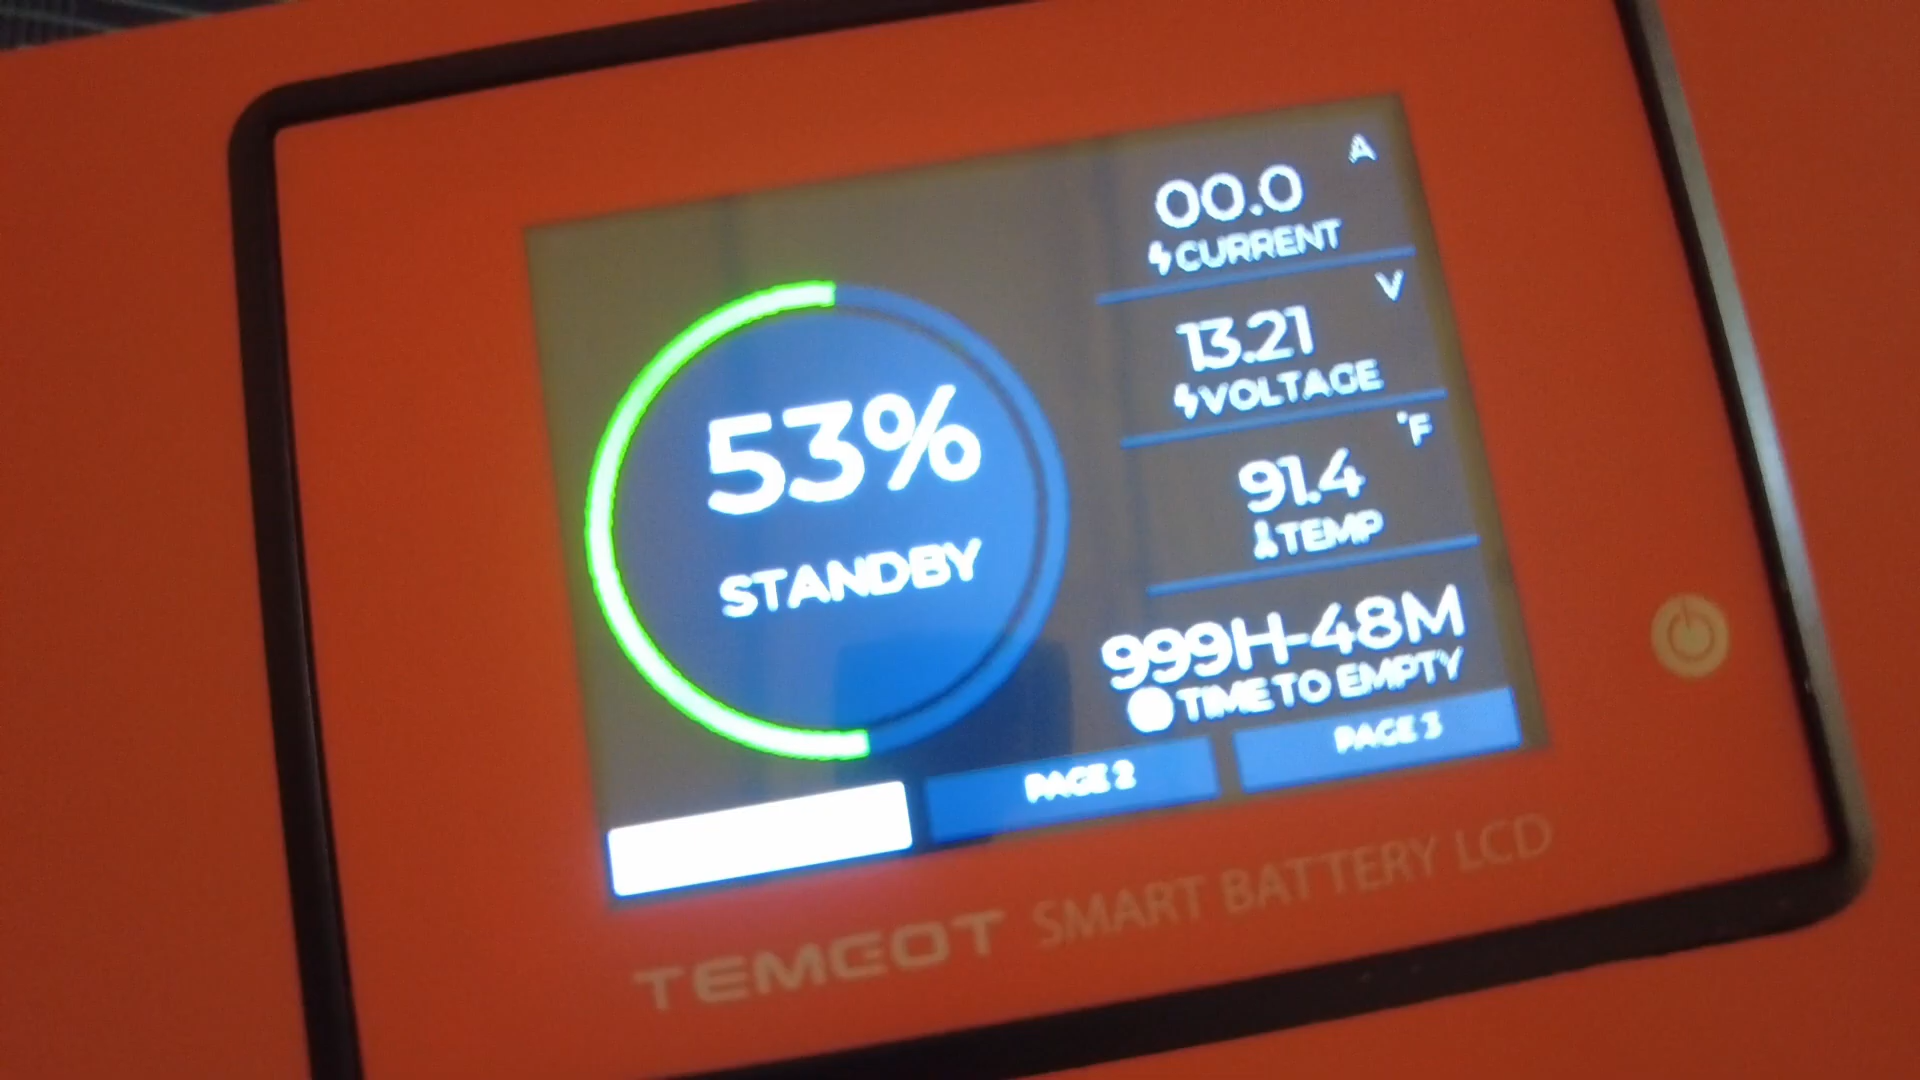 53%
STANDBY
A
00.0
CURRENT
V
13.21
VOLTAGE
°F
91.4
TEMP
999H-48M
TIME TO EMPTY
PAGE 2
PAGE 3
TEMGOT SMART BATTERY LCD